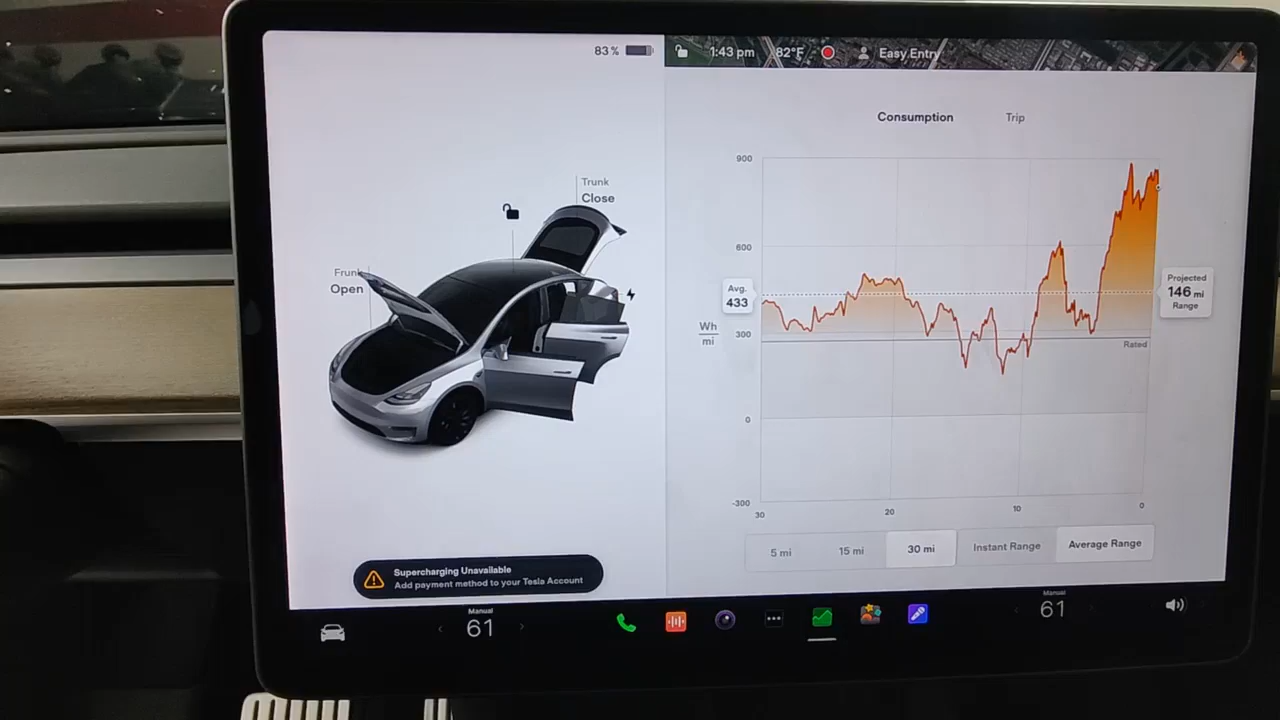 83 %
1:43 pm
82°F
Easy Entry
Trunk
Close
Frunk
Open
Supercharging Unavailable
Add payment method to your Tesla Account
Consumption
Trip
900
600
300
0
-300
Wh
mi
Avg.
433
Projected
146 mi
Range
Rated
30
20
10
0
5 mi
15 mi
30 mi
Instant Range
Average Range
Manual
61
Manual
61